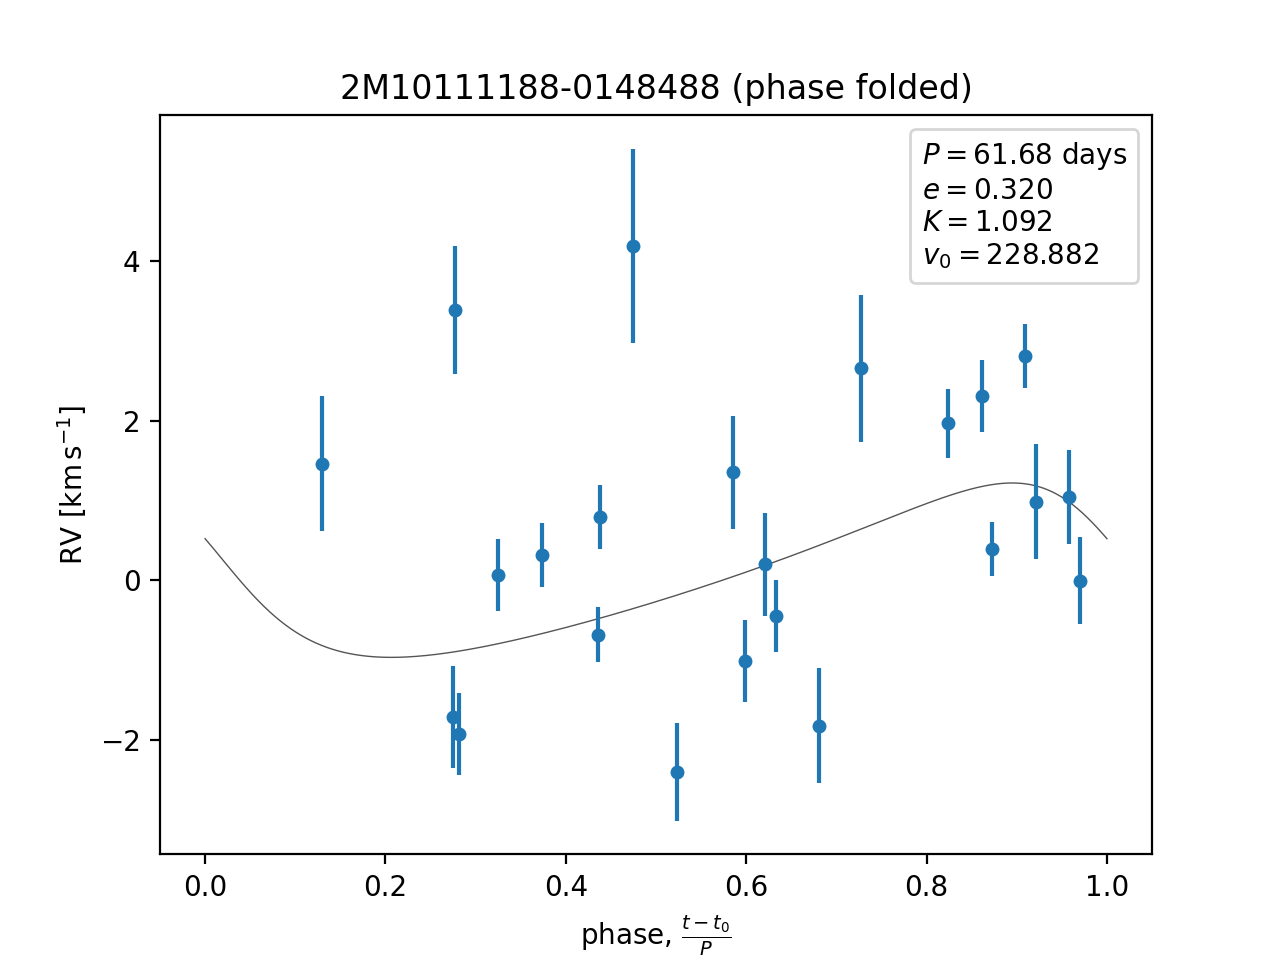 2M10111188-0148488 (phase folded)
P = 61.68 days
e = 0.320
K = 1.092
v₀ = 228.882
RV [km s⁻¹]
4
2
0
−2
0.0 0.2 0.4 0.6 0.8 1.0
phase, (t − t₀)/P